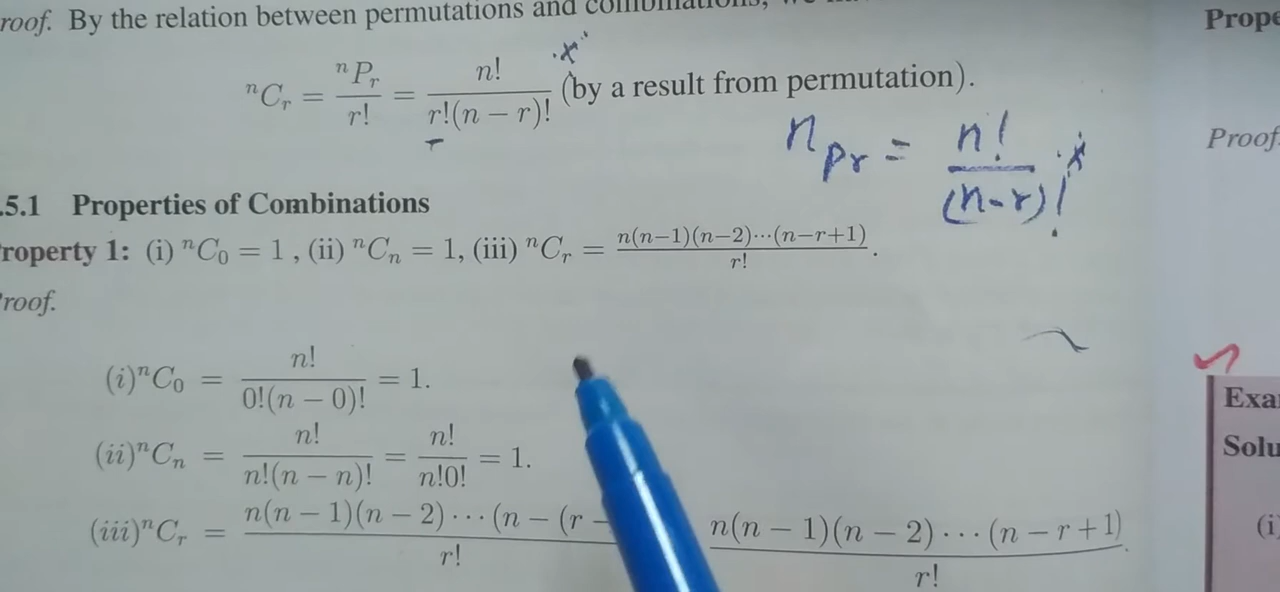 roof. By the relation between permutations and
ⁿCᵣ = ⁿPᵣ / r! = n! / r!(n − r)! (by a result from permutation).
nPr = n! / (n-r)!
.5.1 Properties of Combinations
roperty 1: (i) ⁿC₀ = 1 , (ii) ⁿCₙ = 1, (iii) ⁿCᵣ = n(n−1)(n−2)···(n−r+1) / r! .
roof.
(i)ⁿC₀ = n! / 0!(n − 0)! = 1.
(ii)ⁿCₙ = n! / n!(n − n)! = n! / n!0! = 1.
(iii)ⁿCᵣ = n(n − 1)(n − 2) ··· (n − (r − / r! n(n − 1)(n − 2) ··· (n − r + 1) / r! .
Prope
Proof.
Exa
Solu
(i)